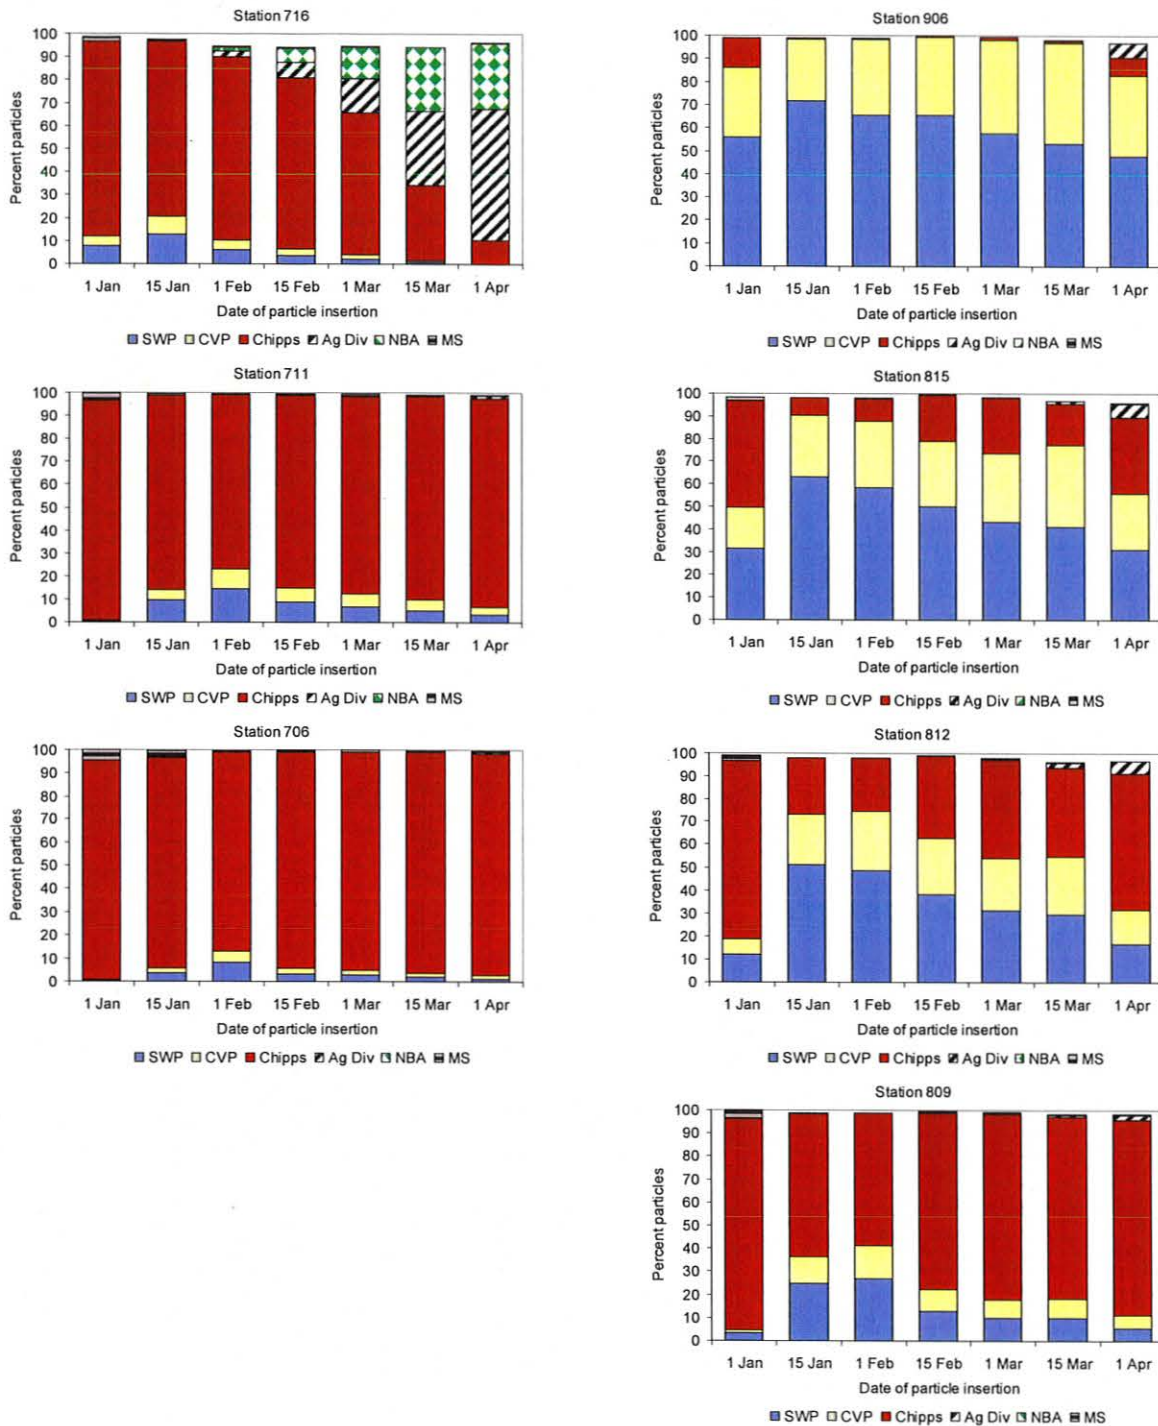 Station 716
Percent particles
100
90
80
70
60
50
40
30
20
10
0
1 Jan 15 Jan 1 Feb 15 Feb 1 Mar 15 Mar 1 Apr
Date of particle insertion
SWP CVP Chipps Ag Div NBA MS
Station 711
Percent particles
100
90
80
70
60
50
40
30
20
10
0
1 Jan 15 Jan 1 Feb 15 Feb 1 Mar 15 Mar 1 Apr
Date of particle insertion
SWP CVP Chipps Ag Div NBA MS
Station 706
Percent particles
100
90
80
70
60
50
40
30
20
10
0
1 Jan 15 Jan 1 Feb 15 Feb 1 Mar 15 Mar 1 Apr
Date of particle insertion
SWP CVP Chipps Ag Div NBA MS
Station 906
Percent particles
100
90
80
70
60
50
40
30
20
10
0
1 Jan 15 Jan 1 Feb 15 Feb 1 Mar 15 Mar 1 Apr
Date of particle insertion
SWP CVP Chipps Ag Div NBA MS
Station 815
Percent particles
100
90
80
70
60
50
40
30
20
10
0
1 Jan 15 Jan 1 Feb 15 Feb 1 Mar 15 Mar 1 Apr
Date of particle insertion
SWP CVP Chipps Ag Div NBA MS
Station 812
Percent particles
100
90
80
70
60
50
40
30
20
10
0
1 Jan 15 Jan 1 Feb 15 Feb 1 Mar 15 Mar 1 Apr
Date of particle insertion
SWP CVP Chipps Ag Div NBA MS
Station 809
Percent particles
100
90
80
70
60
50
40
30
20
10
0
1 Jan 15 Jan 1 Feb 15 Feb 1 Mar 15 Mar 1 Apr
Date of particle insertion
SWP CVP Chipps Ag Div NBA MS